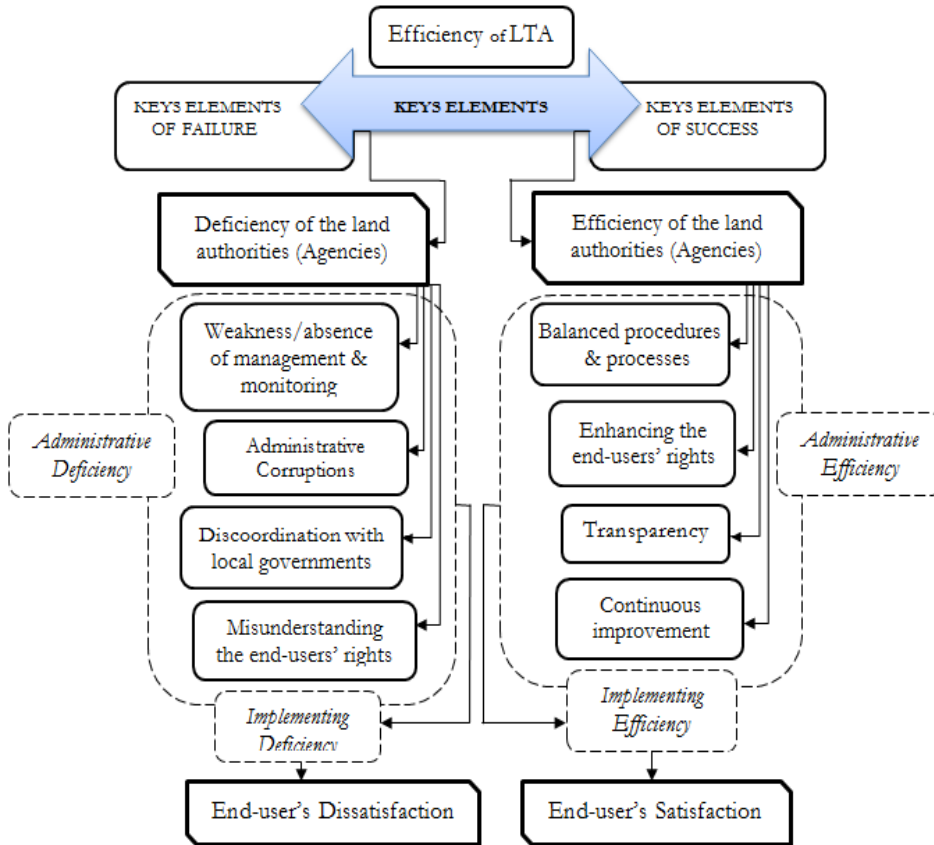 Efficiency of LTA
KEYS ELEMENTS
OF FAILURE
KEYS ELEMENTS
KEYS ELEMENTS
OF SUCCESS
Deficiency of the land
authorities (Agencies)
Efficiency of the land
authorities (Agencies)
Weakness/absence
of management &
monitoring
Administrative
Corruptions
Discoordination with
local governments
Misunderstanding
the end-users' rights
Administrative
Deficiency
Implementing
Deficiency
End-user's Dissatisfaction
Balanced procedures
& processes
Enhancing the
end-users' rights
Transparency
Continuous
improvement
Administrative
Efficiency
Implementing
Efficiency
End-user's Satisfaction